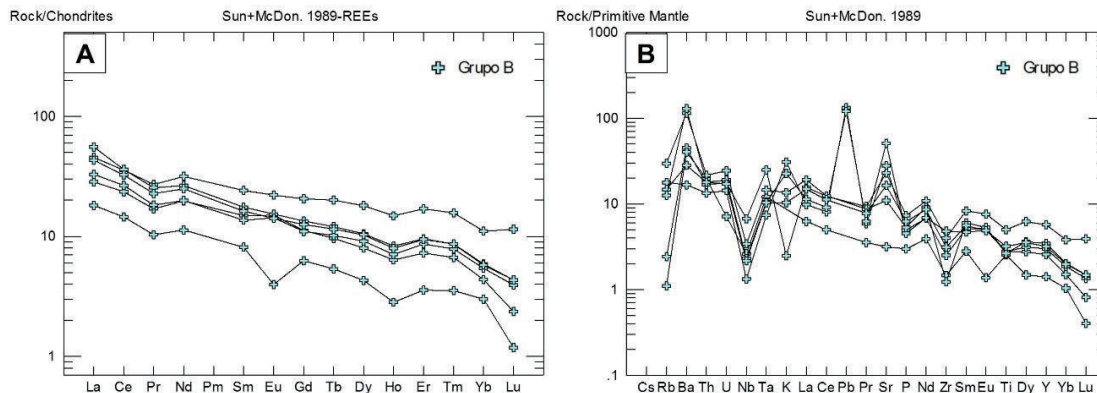 Rock/Chondrites Sun+McDon. 1989-REEs
A
Grupo B
100
10
1
La Ce Pr Nd Pm Sm Eu Gd Tb Dy Ho Er Tm Yb Lu
Rock/Primitive Mantle Sun+McDon. 1989
1000
B
Grupo B
100
10
1
.1
Cs Rb Ba Th U Nb Ta K La Ce Pb Pr Sr P Nd Zr Sm Eu Ti Dy Y Yb Lu